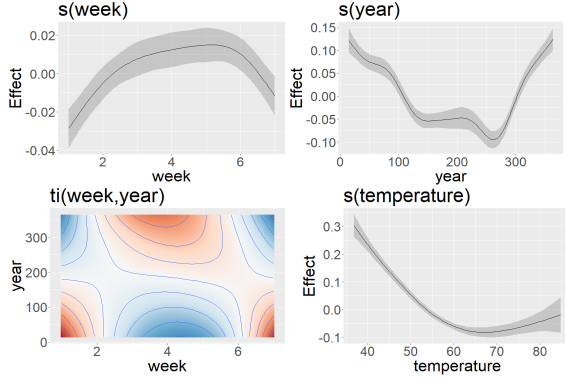 s(week)
0.02
0.00
-0.02
-0.04
Effect
2
4
6
week
s(year)
0.15
0.10
0.05
0.00
-0.05
-0.10
Effect
0
100
200
300
year
ti(week,year)
300
200
100
0
year
2
4
6
week
s(temperature)
0.3
0.2
0.1
0.0
-0.1
Effect
40
50
60
70
80
temperature